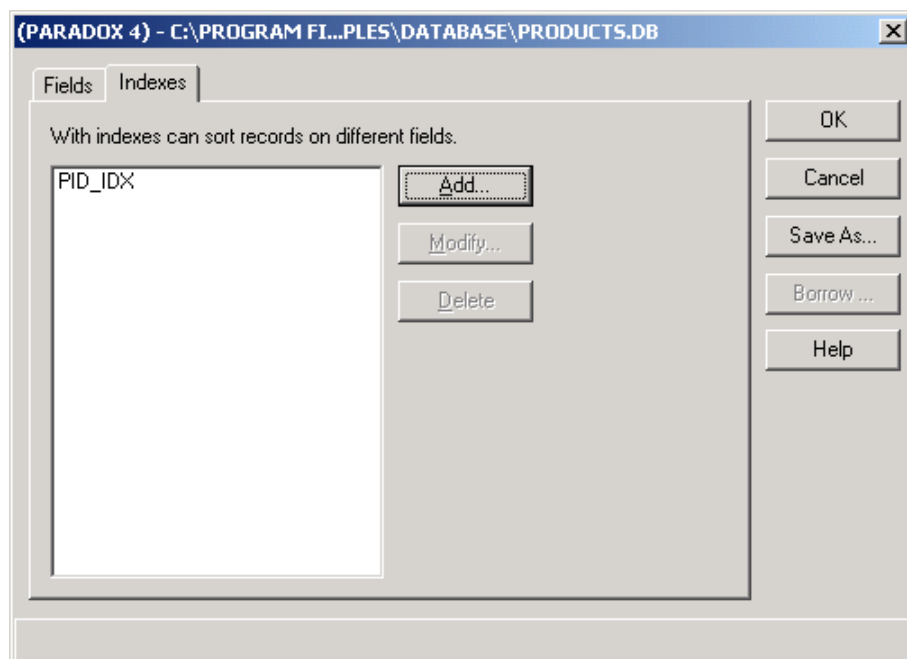 (PARADOX 4) - C:\PROGRAM FI...PLES\DATABASE\PRODUCTS.DB
Fields Indexes
With indexes can sort records on different fields.
PID_IDX
Add...
Modify...
Delete
OK
Cancel
Save As...
Borrow ...
Help